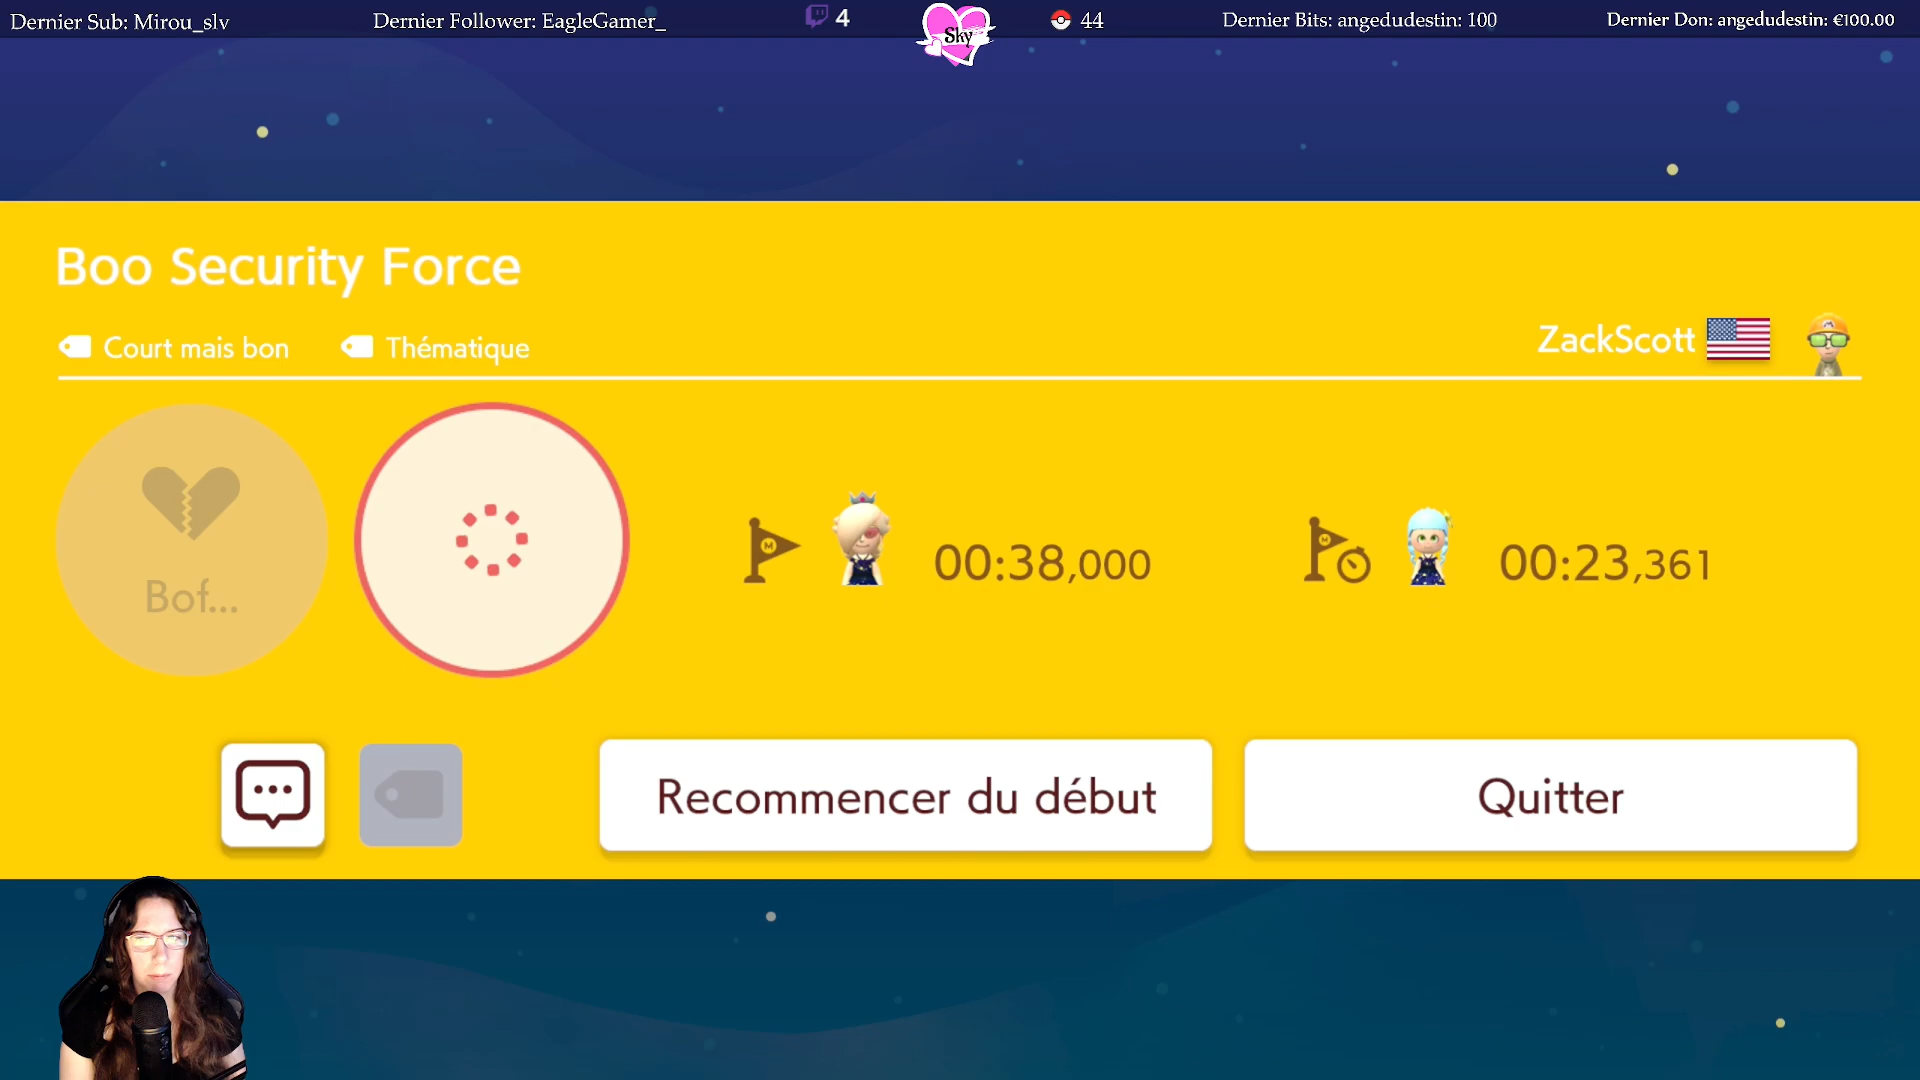 Dernier Sub: Mirou_slv
Dernier Follower: EagleGamer_
4
Sky
44
Dernier Bits: angedudestin: 100
Dernier Don: angedudestin: €100.00
Boo Security Force
Court mais bon
Thématique
ZackScott
Bof...
M
00:38,000
M
00:23,361
Recommencer du début
Quitter